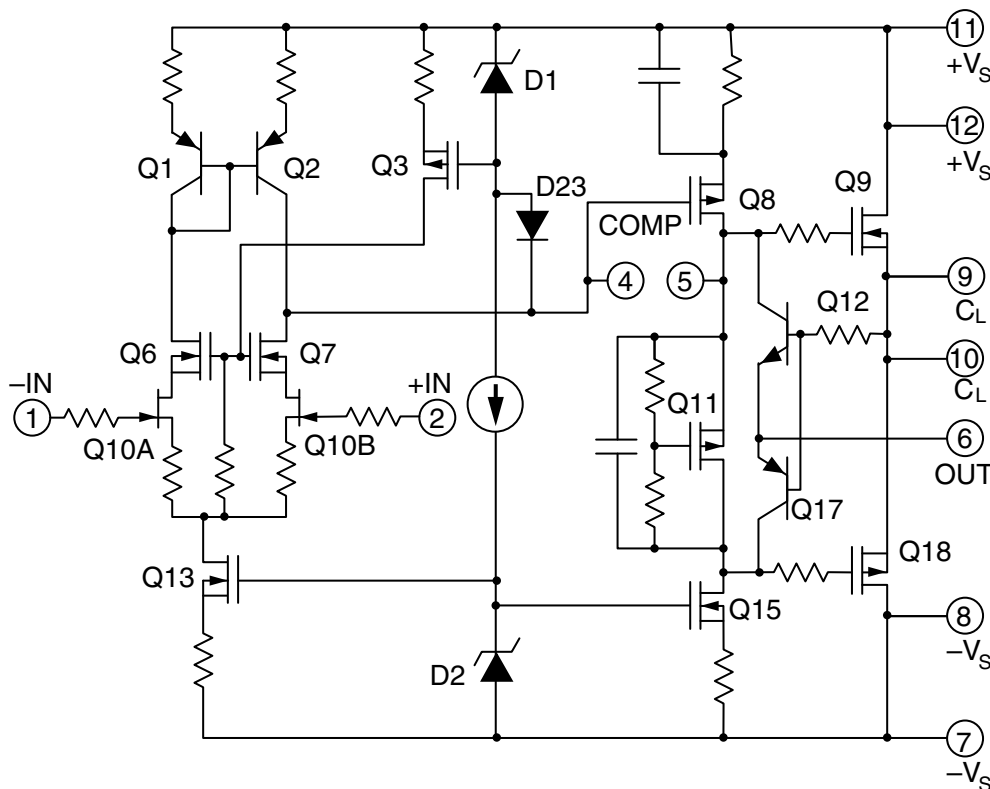 11
+VS
D1
12
+VS
Q1
Q2
Q3
D23
Q8
Q9
COMP
4
5
9
CL
Q12
Q6
Q7
10
CL
–IN
+IN
1
2
Q11
6
OUT
Q10A
Q10B
Q17
Q13
Q18
Q15
8
–VS
D2
7
–VS